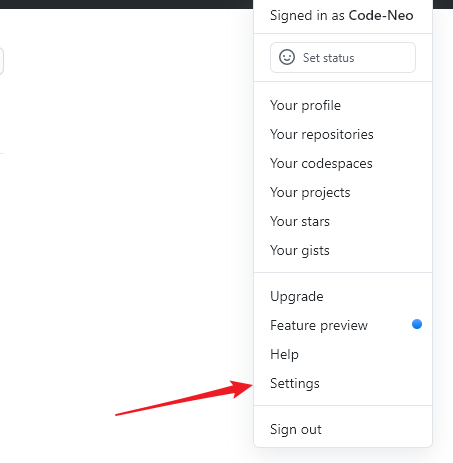 Signed in as Code-Neo
Set status
Your profile
Your repositories
Your codespaces
Your projects
Your stars
Your gists
Upgrade
Feature preview
Help
Settings
Sign out